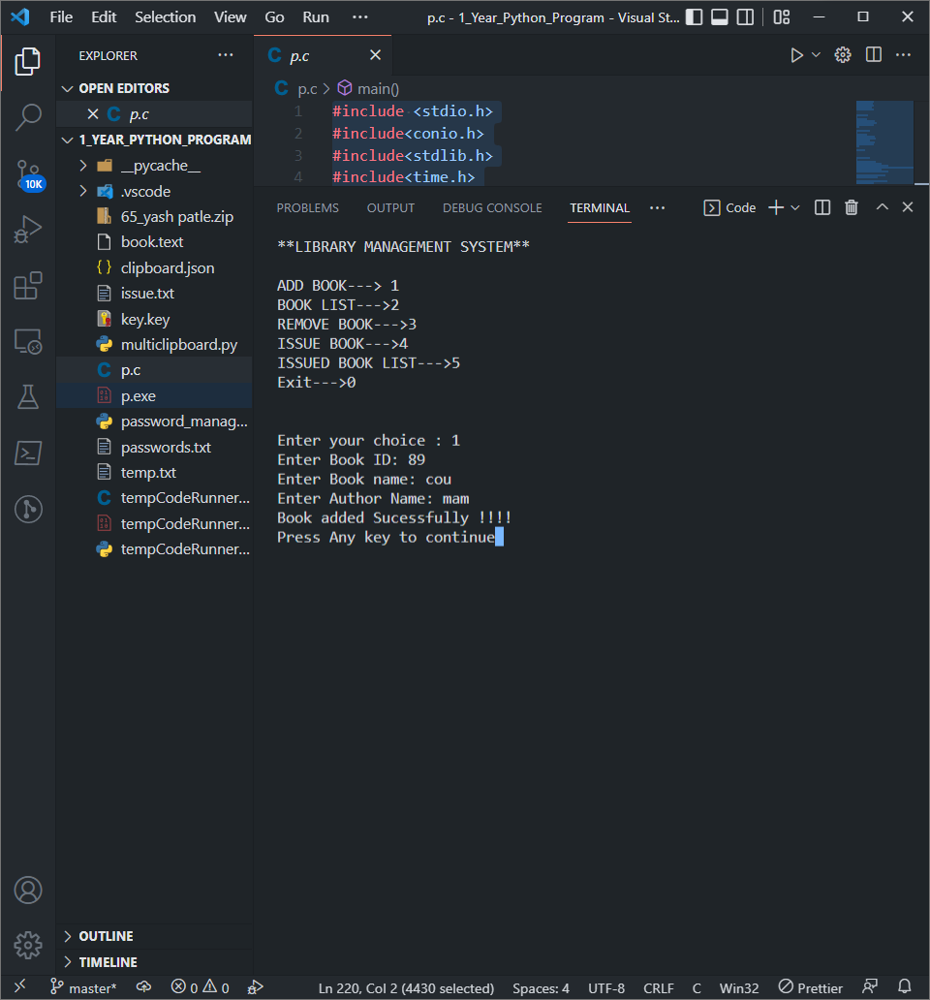 File Edit Selection View Go Run ··· p.c - 1_Year_Python_Program - Visual St...
EXPLORER ···
OPEN EDITORS
p.c
1_YEAR_PYTHON_PROGRAM
__pycache__
.vscode
65_yash patle.zip
book.text
{} clipboard.json
issue.txt
key.key
multiclipboard.py
C p.c
p.exe
password_manag...
passwords.txt
temp.txt
C tempCodeRunner...
tempCodeRunner...
tempCodeRunner...
OUTLINE
TIMELINE
10K
C p.c
C p.c > main()
1 #include <stdio.h>
2 #include<conio.h>
3 #include<stdlib.h>
4 #include<time.h>
PROBLEMS OUTPUT DEBUG CONSOLE TERMINAL ··· Code
**LIBRARY MANAGEMENT SYSTEM**
ADD BOOK---> 1
BOOK LIST--->2
REMOVE BOOK--->3
ISSUE BOOK--->4
ISSUED BOOK LIST--->5
Exit--->0
Enter your choice : 1
Enter Book ID: 89
Enter Book name: cou
Enter Author Name: mam
Book added Sucessfully !!!!
Press Any key to continue
master* 0 0 Ln 220, Col 2 (4430 selected) Spaces: 4 UTF-8 CRLF C Win32 Prettier